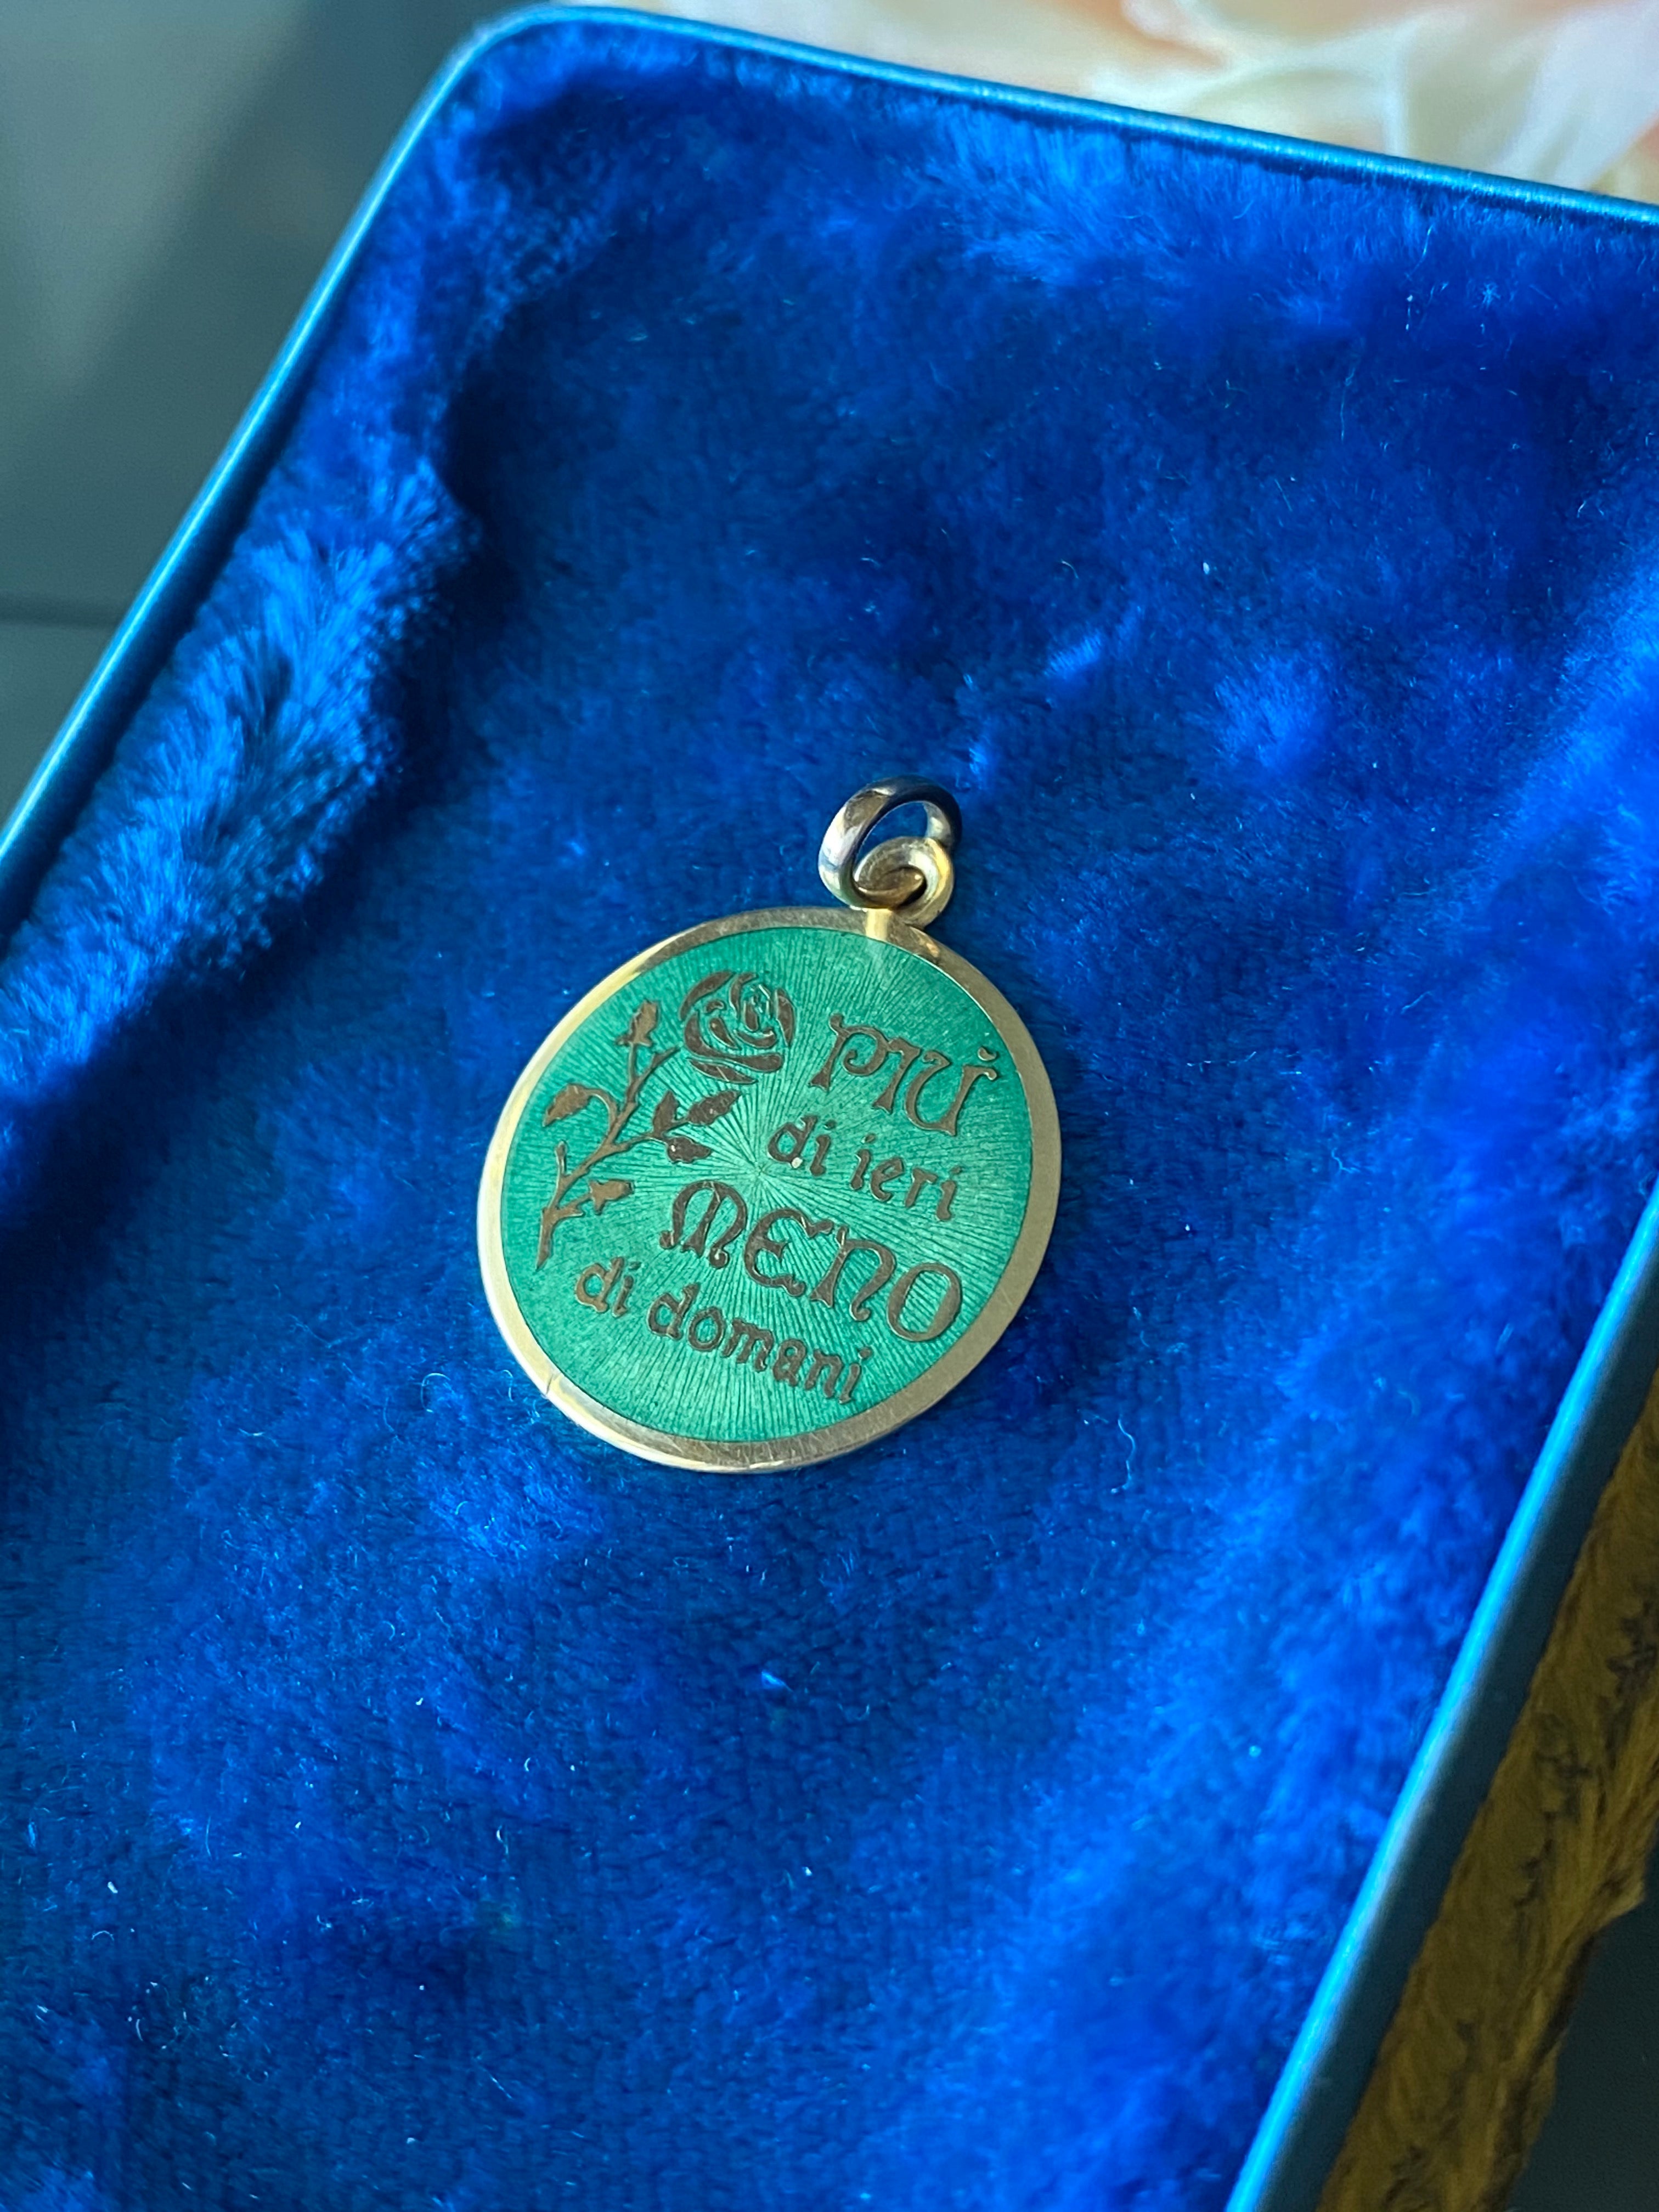 PIÙ
di ieri
MENO
di domani